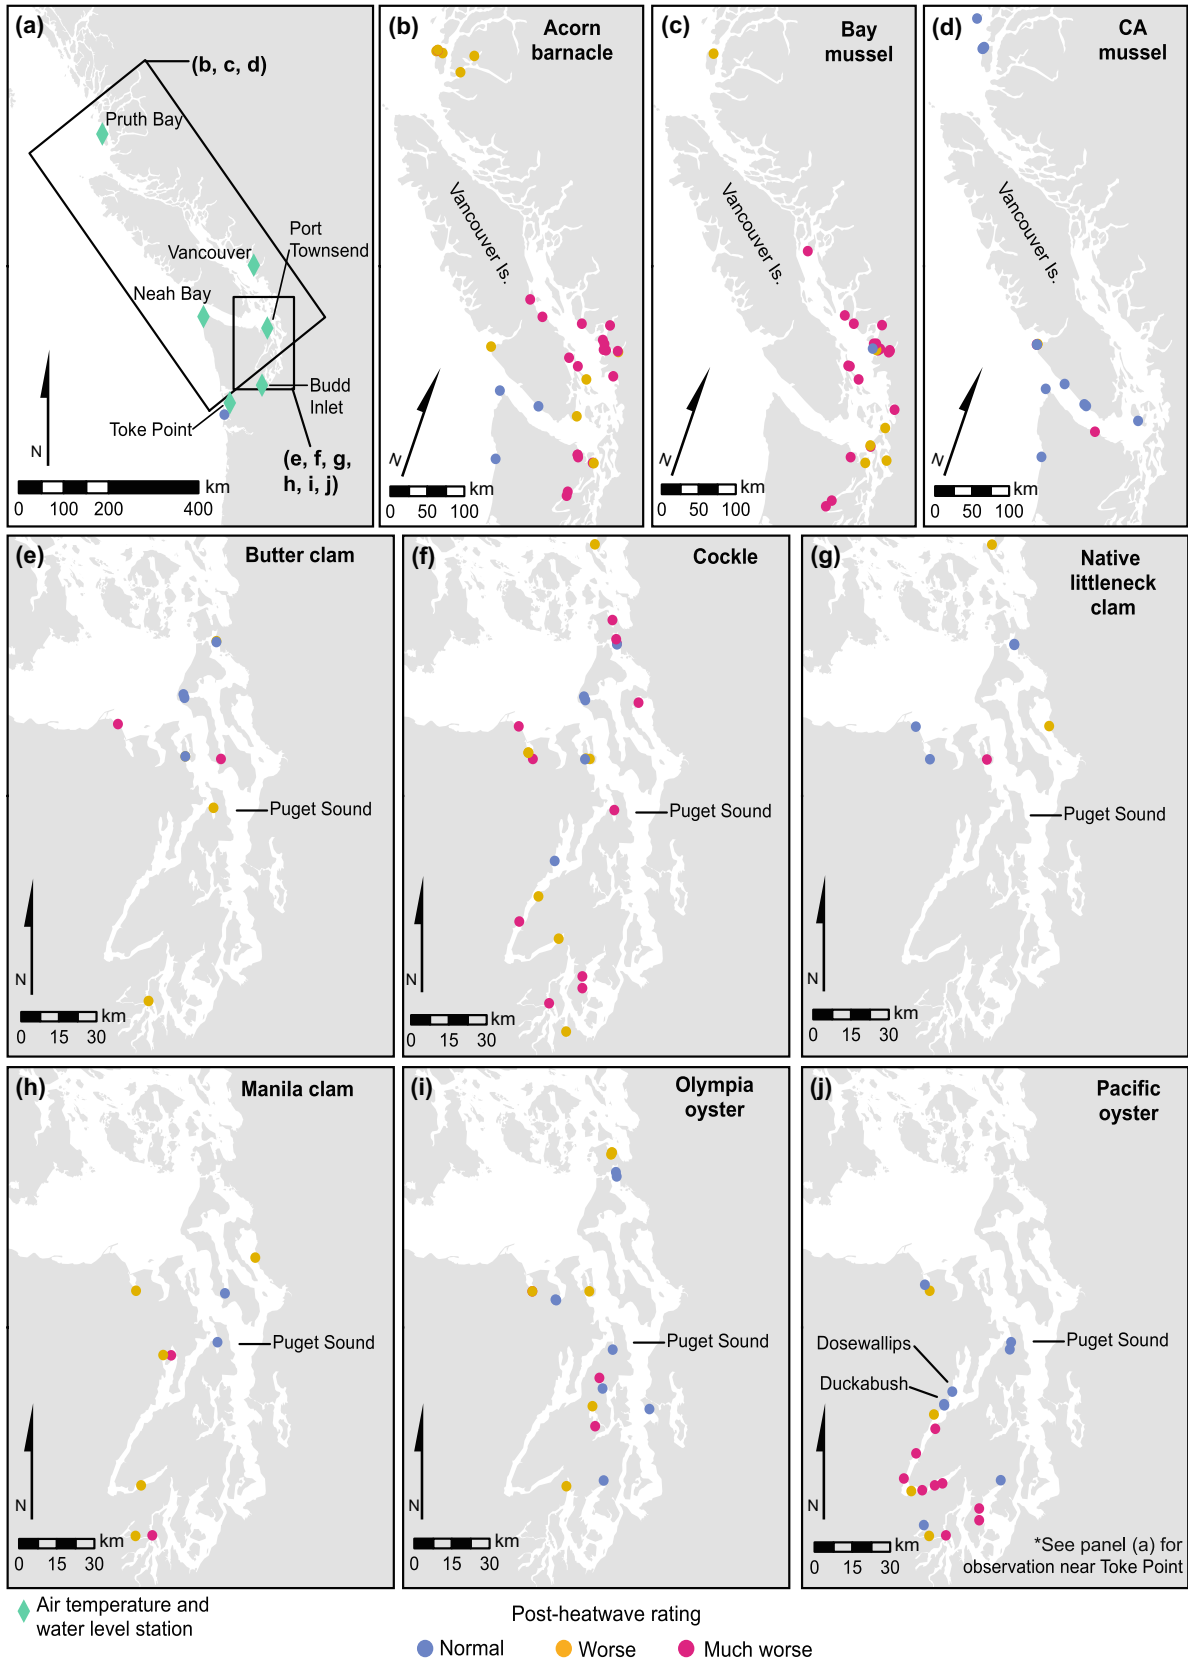 (a)
(b, c, d)
Pruth Bay
Port
Townsend
Vancouver
Neah Bay
Budd
Inlet
Toke Point
(e, f, g,
h, i, j)
N
km
0 100 200 400
(b)
Acorn
barnacle
Vancouver Is.
N
km
0 50 100
(c)
Bay
mussel
Vancouver Is.
N
km
0 50 100
(d)
CA
mussel
Vancouver Is.
N
km
0 50 100
(e)
Butter clam
Puget Sound
N
km
0 15 30
(f)
Cockle
Puget Sound
N
km
0 15 30
(g)
Native
littleneck
clam
Puget Sound
N
km
0 15 30
(h)
Manila clam
Puget Sound
N
km
0 15 30
(i)
Olympia
oyster
Puget Sound
N
km
0 15 30
(j)
Pacific
oyster
Puget Sound
Dosewallips
Duckabush
N
km
0 15 30
*See panel (a) for
observation near Toke Point
Air temperature and
water level station
Post-heatwave rating
Normal Worse Much worse